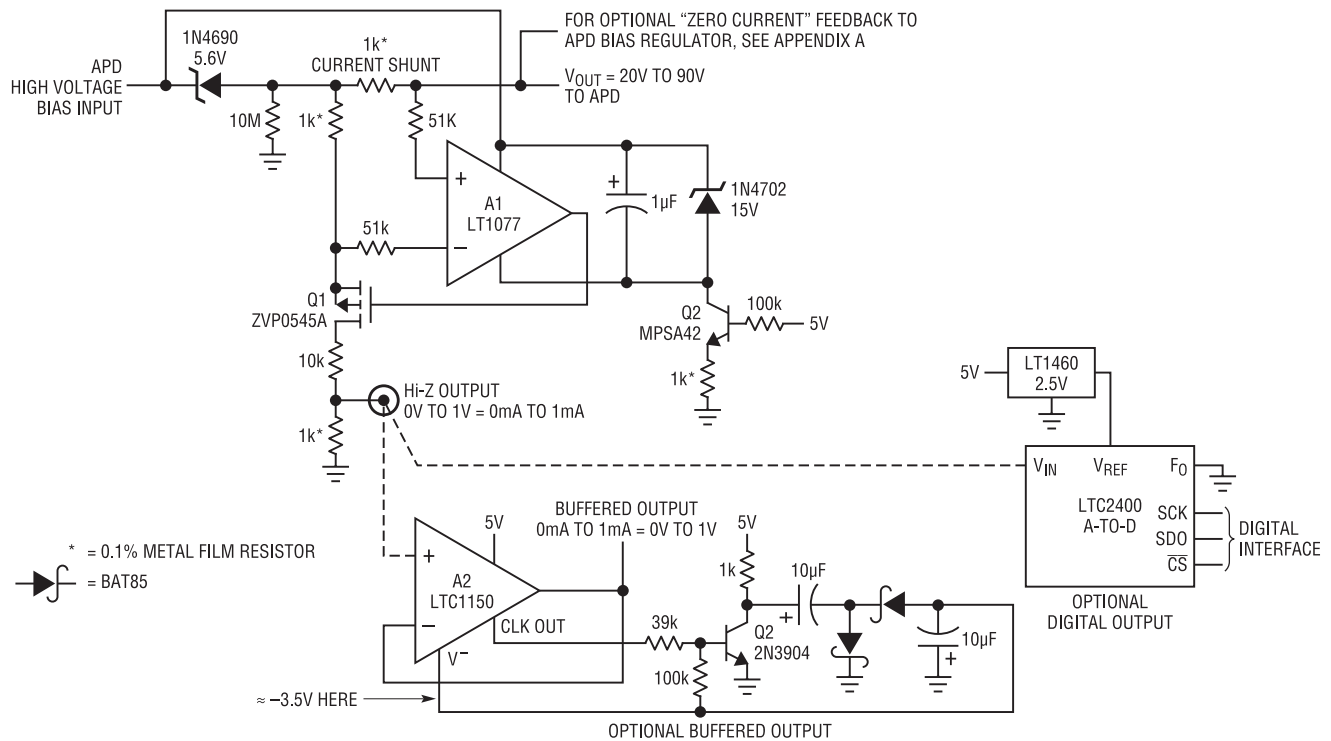 FOR OPTIONAL “ZERO CURRENT” FEEDBACK TO
APD BIAS REGULATOR, SEE APPENDIX A
1N4690
5.6V
1k*
CURRENT SHUNT
APD
HIGH VOLTAGE
BIAS INPUT
VOUT = 20V TO 90V
TO APD
10M
1k*
51K
+
A1
LT1077
−
+
1µF
1N4702
15V
51k
Q1
ZVP0545A
Q2
MPSA42
100k
5V
10k
1k*
Hi-Z OUTPUT
0V TO 1V = 0mA TO 1mA
1k*
5V
LT1460
2.5V
VIN
VREF
FO
LTC2400
A-TO-D
SCK
SDO
CS
DIGITAL
INTERFACE
OPTIONAL
DIGITAL OUTPUT
BUFFERED OUTPUT
0mA TO 1mA = 0V TO 1V
5V
5V
* = 0.1% METAL FILM RESISTOR
= BAT85
+
A2
LTC1150
−
CLK OUT
V−
1k
10µF
+
39k
Q2
2N3904
10µF
+
100k
≈ –3.5V HERE
OPTIONAL BUFFERED OUTPUT